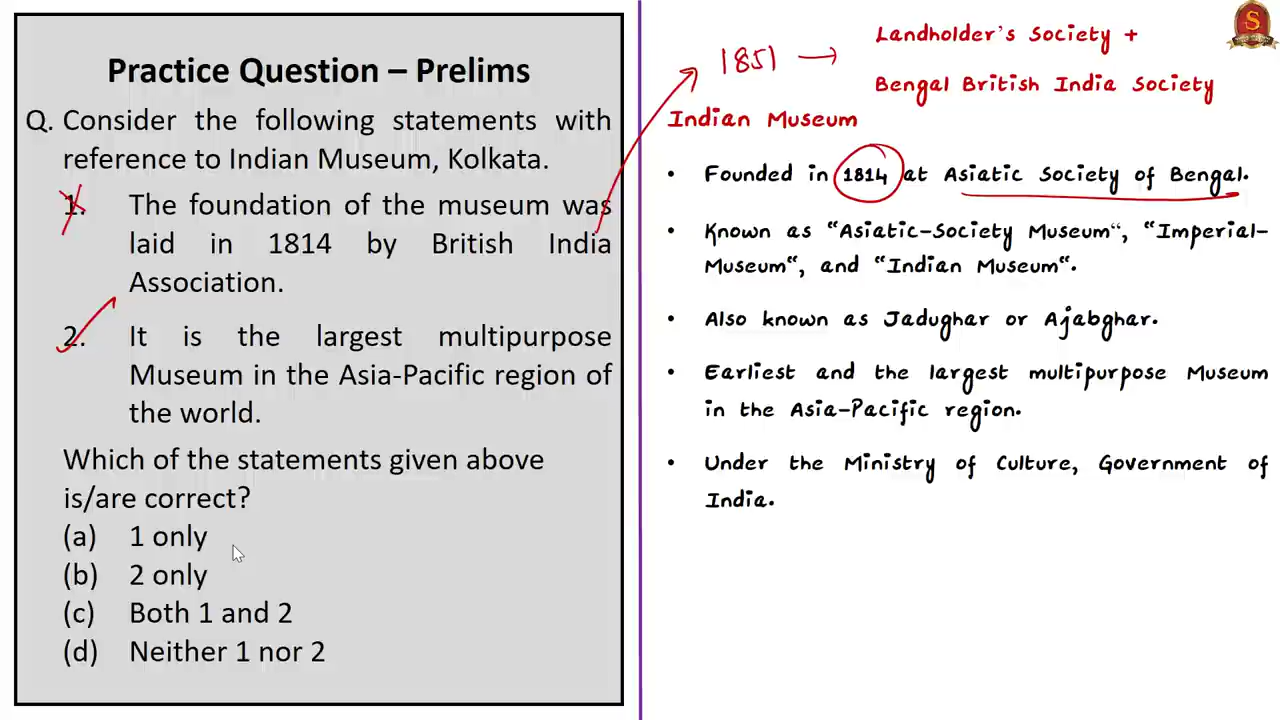 Practice Question – Prelims
Q. Consider the following statements with
reference to Indian Museum, Kolkata.
1. The foundation of the museum was
laid in 1814 by British India
Association.
2. It is the largest multipurpose
Museum in the Asia-Pacific region of
the world.
Which of the statements given above
is/are correct?
(a) 1 only
(b) 2 only
(c) Both 1 and 2
(d) Neither 1 nor 2
1851 → Landholder's Society +
Bengal British India Society
Indian Museum
• Founded in 1814 at Asiatic Society of Bengal.
• Known as "Asiatic-Society Museum“, "Imperial-
Museum“, and "Indian Museum“.
• Also known as Jadughar or Ajabghar.
• Earliest and the largest multipurpose Museum
in the Asia-Pacific region.
• Under the Ministry of Culture, Government of
India.
S